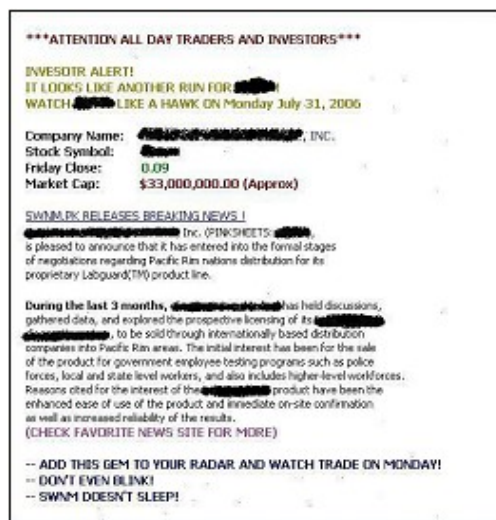 ***ATTENTION ALL DAY TRADERS AND INVESTORS***
INVESOTR ALERT!
IT LOOKS LIKE ANOTHER RUN FOR !
WATCH LIKE A HAWK ON Monday July 31, 2006
Company Name: , INC.
Stock Symbol:
Friday Close: 0.09
Market Cap: $33,000,000.00 (Approx)
SWNM.PK RELEASES BREAKING NEWS !
Inc. (PINKSHEETS:
is pleased to announce that it has entered into the formal stages
of negotiations regarding Pacific Rim nations distribution for its
proprietary Labguard(TM) product line.
During the last 3 months, has held discussions,
gathered data, and explored the prospective licensing of its
, to be sold through internationally based distribution
companies into Pacific Rim areas. The initial interest has been for the sale
of the product for government employee testing programs such as police
forces, local and state level workers, and also includes higher-level workforces.
Reasons cited for the interest of the product have been the
enhanced ease of use of the product and immediate on-site confirmation
as well as increased reliability of the results.
(CHECK FAVORITE NEWS SITE FOR MORE)
-- ADD THIS GEM TO YOUR RADAR AND WATCH TRADE ON MONDAY!
-- DON'T EVEN BLINK!
-- SWNM DOESN'T SLEEP!